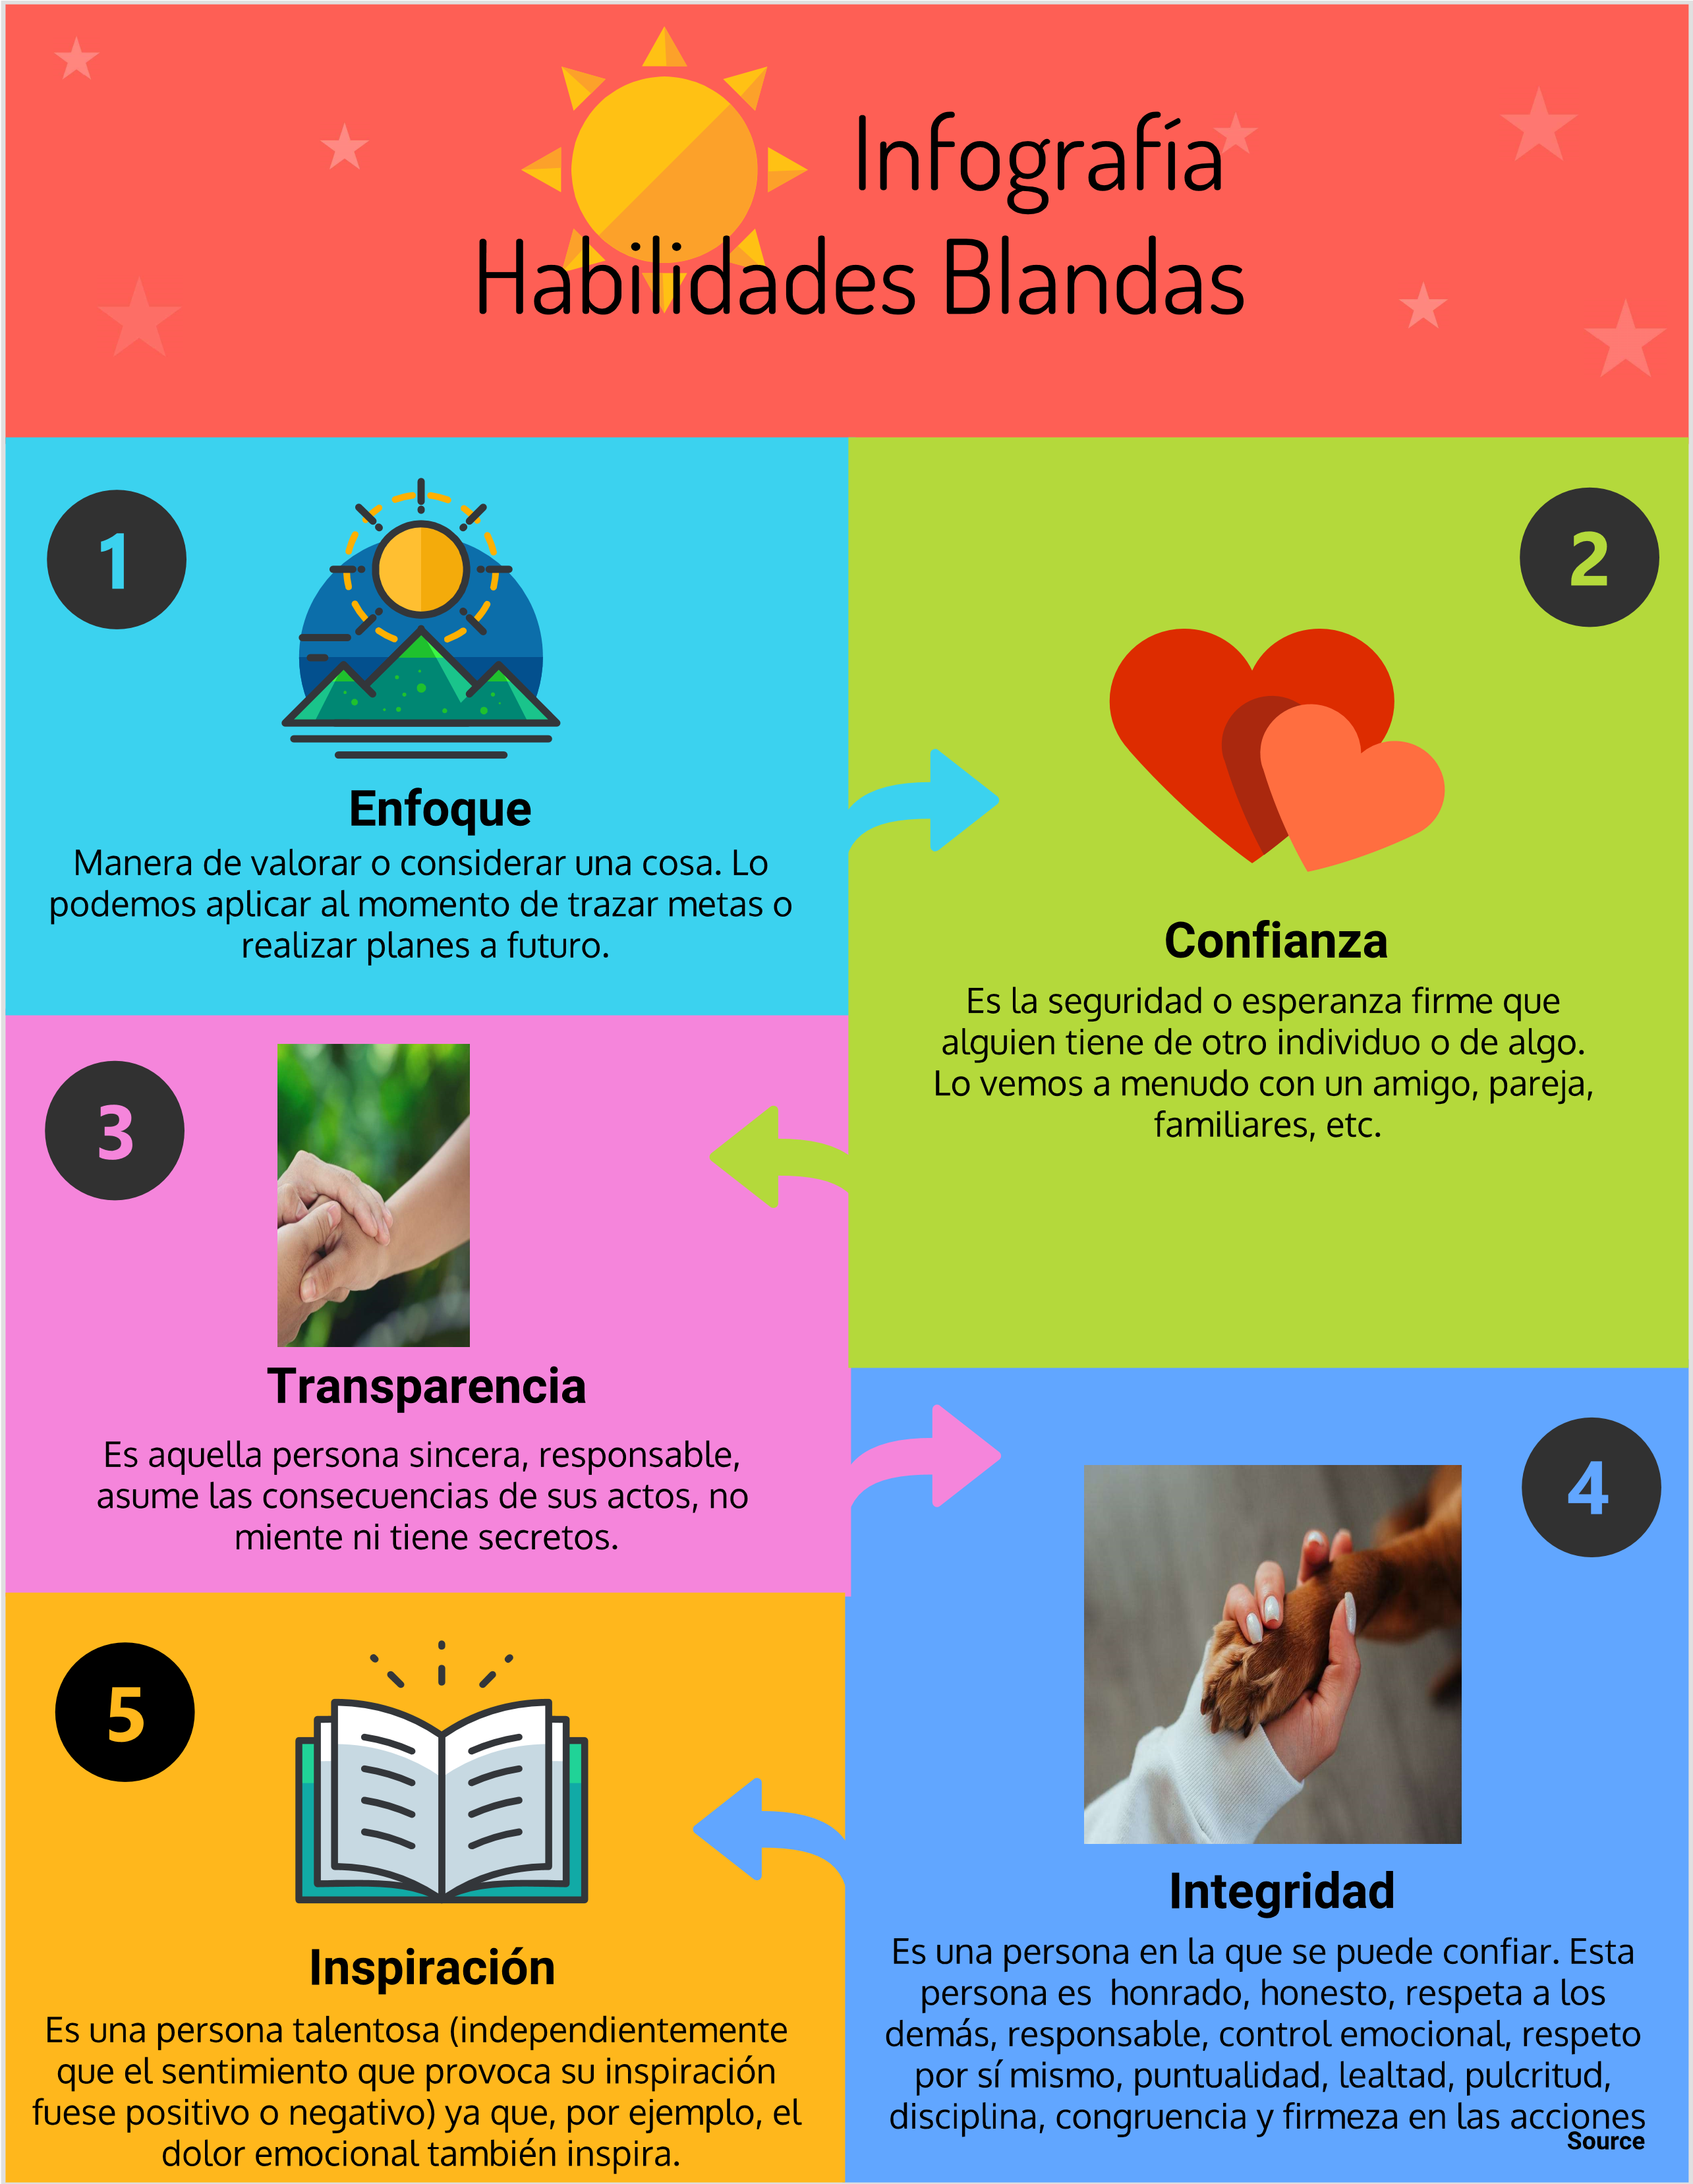 Infografía
Habilidades Blandas
1
Enfoque
Manera de valorar o considerar una cosa. Lo
podemos aplicar al momento de trazar metas o
realizar planes a futuro.
2
Confianza
Es la seguridad o esperanza firme que
alguien tiene de otro individuo o de algo.
Lo vemos a menudo con un amigo, pareja,
familiares, etc.
3
Transparencia
Es aquella persona sincera, responsable,
asume las consecuencias de sus actos, no
miente ni tiene secretos.
4
Integridad
Es una persona en la que se puede confiar. Esta
persona es  honrado, honesto, respeta a los
demás, responsable, control emocional, respeto
por sí mismo, puntualidad, lealtad, pulcritud,
disciplina, congruencia y firmeza en las acciones
Source
5
Inspiración
Es una persona talentosa (independientemente
que el sentimiento que provoca su inspiración
fuese positivo o negativo) ya que, por ejemplo, el
dolor emocional también inspira.